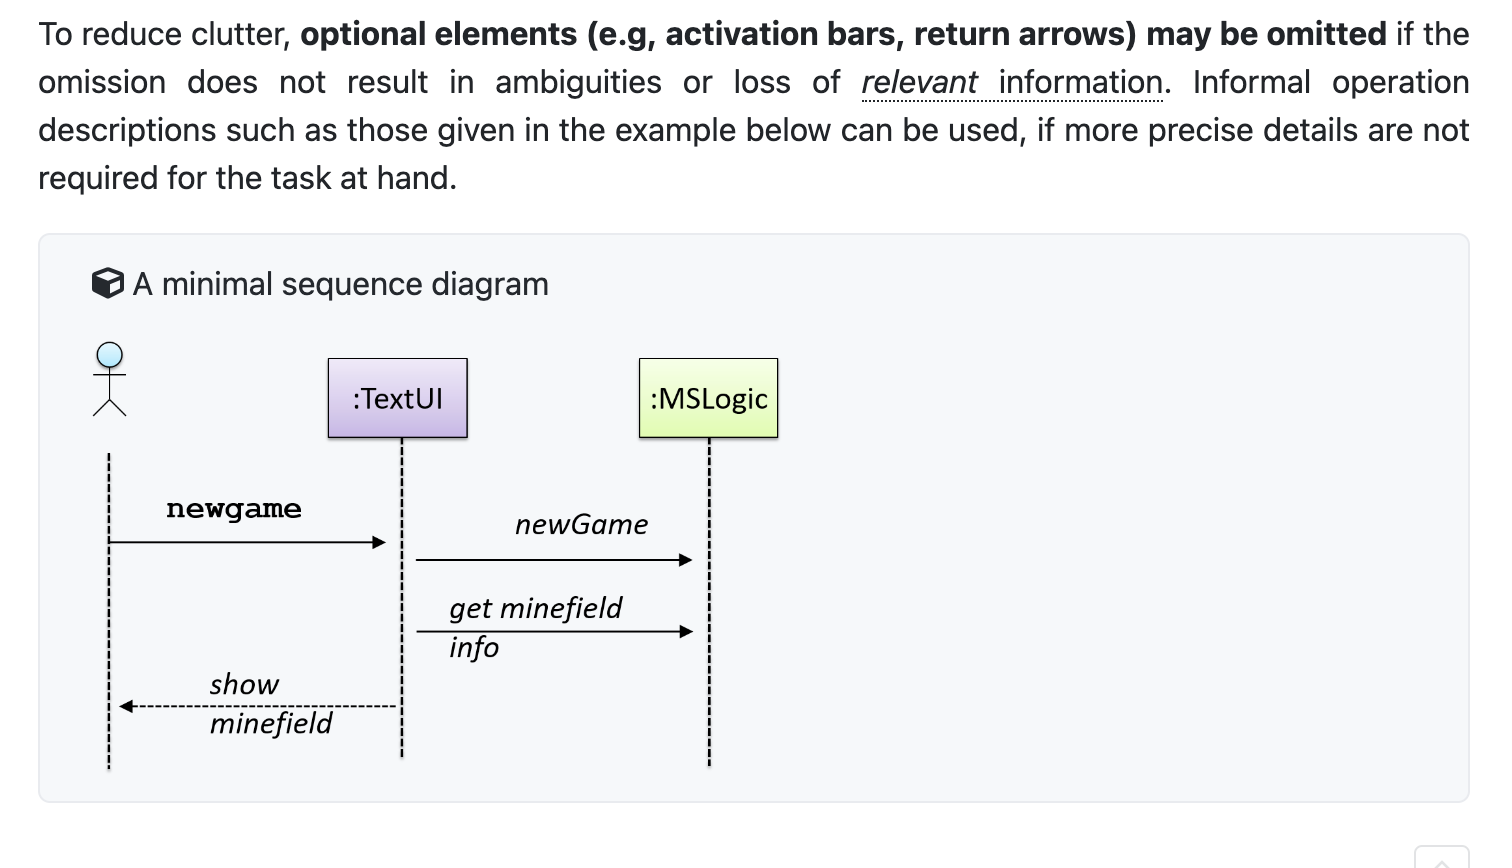 To reduce clutter, optional elements (e.g, activation bars, return arrows) may be omitted if the
omission does not result in ambiguities or loss of relevant information. Informal operation
descriptions such as those given in the example below can be used, if more precise details are not
required for the task at hand.
A minimal sequence diagram
:TextUI
:MSLogic
newgame
newGame
get minefield
info
show
minefield